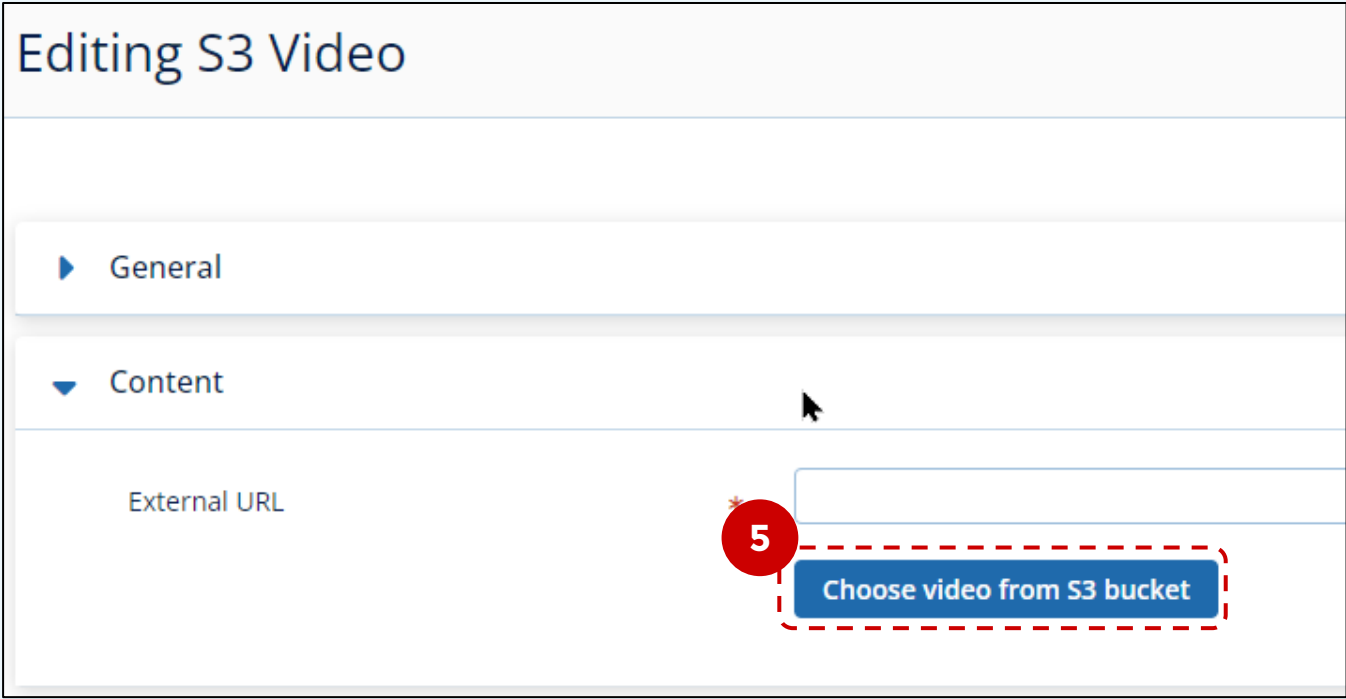 Editing S3 Video
General
Content
External URL *
5
Choose video from S3 bucket